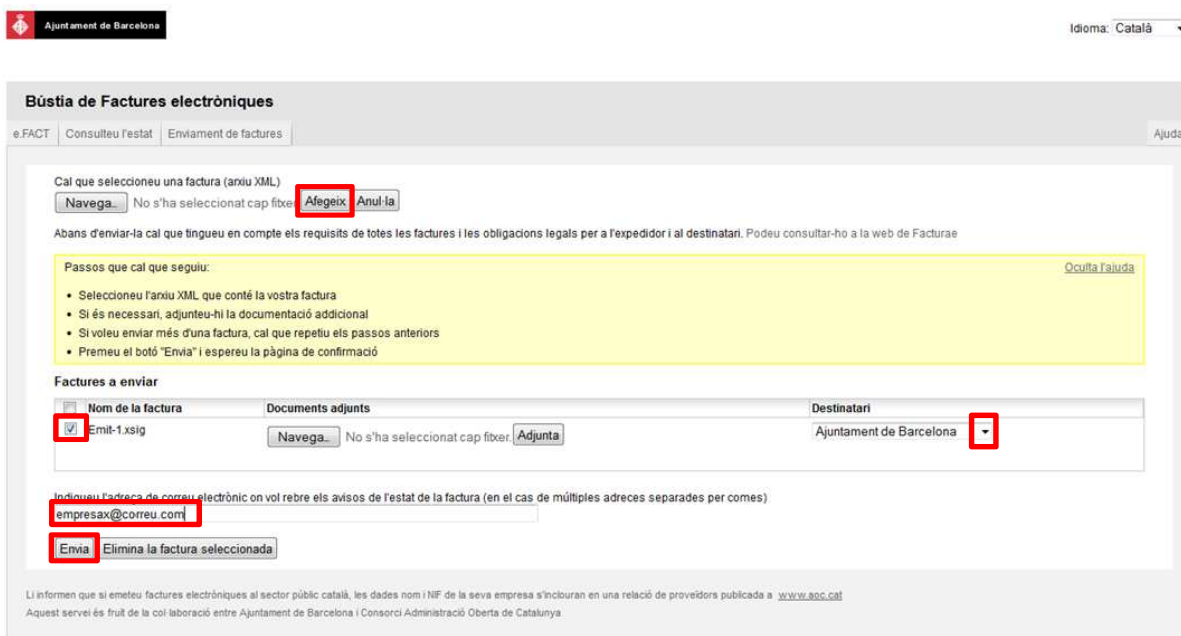 Ajuntament de Barcelona
Idioma: Català
Bústia de Factures electròniques
e.FACT Consulteu l'estat Enviament de factures Ajuda
Cal que seleccioneu una factura (arxiu XML)
Navega... No s'ha seleccionat cap fitxer. Afegeix Anul·la
Abans d'enviar-la cal que tingueu en compte els requisits de totes les factures i les obligacions legals per a l'expedidor i al destinatari. Podeu consultar-ho a la web de Facturae
Passos que cal que seguiu: Oculta l'ajuda
• Seleccioneu l'arxiu XML que conté la vostra factura
• Si és necessari, adjunteu-hi la documentació addicional
• Si voleu enviar més d'una factura, cal que repetiu els passos anteriors
• Premeu el botó "Envia" i espereu la pàgina de confirmació
Factures a enviar
Nom de la factura Documents adjunts Destinatari
Emit-1.xsig Navega... No s'ha seleccionat cap fitxer. Adjunta Ajuntament de Barcelona
Indiqueu l'adreça de correu electrònic on vol rebre els avisos de l'estat de la factura (en el cas de múltiples adreces separades per comes)
empresax@correu.com
Envia Elimina la factura seleccionada
Li informen que si emeteu factures electròniques al sector públic català, les dades nom i NIF de la seva empresa s'inclouran en una relació de proveïdors publicada a www.aoc.cat
Aquest servei és fruit de la col·laboració entre Ajuntament de Barcelona i Consorci Administració Oberta de Catalunya